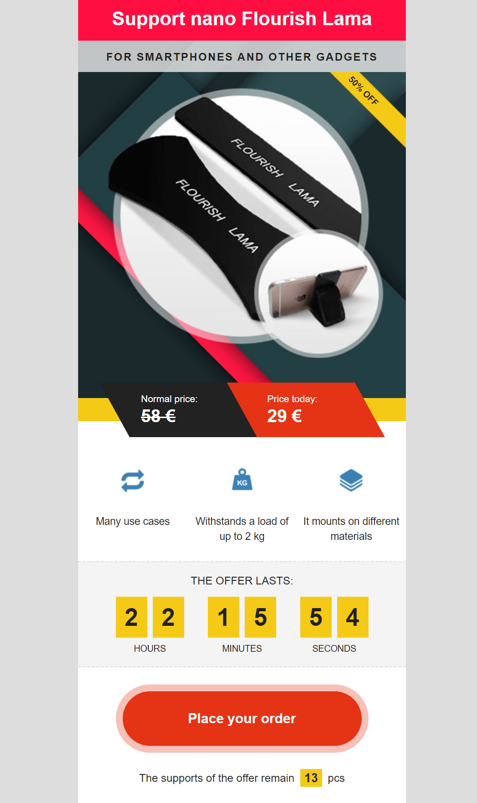 Support nano Flourish Lama
FOR SMARTPHONES AND OTHER GADGETS
50% OFF
FLOURISH LAMA
FLOURISH LAMA
Normal price:
58 €
Price today:
29 €
KG
Many use cases
Withstands a load of
up to 2 kg
It mounts on different
materials
THE OFFER LASTS:
2 2 1 5 5 4
HOURS MINUTES SECONDS
Place your order
The supports of the offer remain 13 pcs